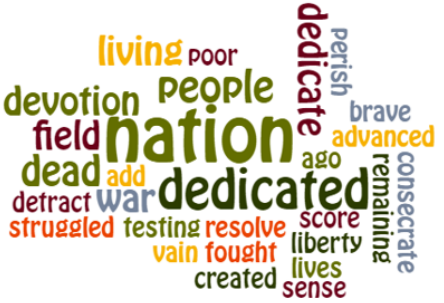 living
poor
dedicate
perish
people
devotion
brave
field
nation
advanced
ago
dead
add
remaining
consecrate
detract
war
dedicated
struggled
testing
resolve
score
vain
fought
liberty
created
lives
sense